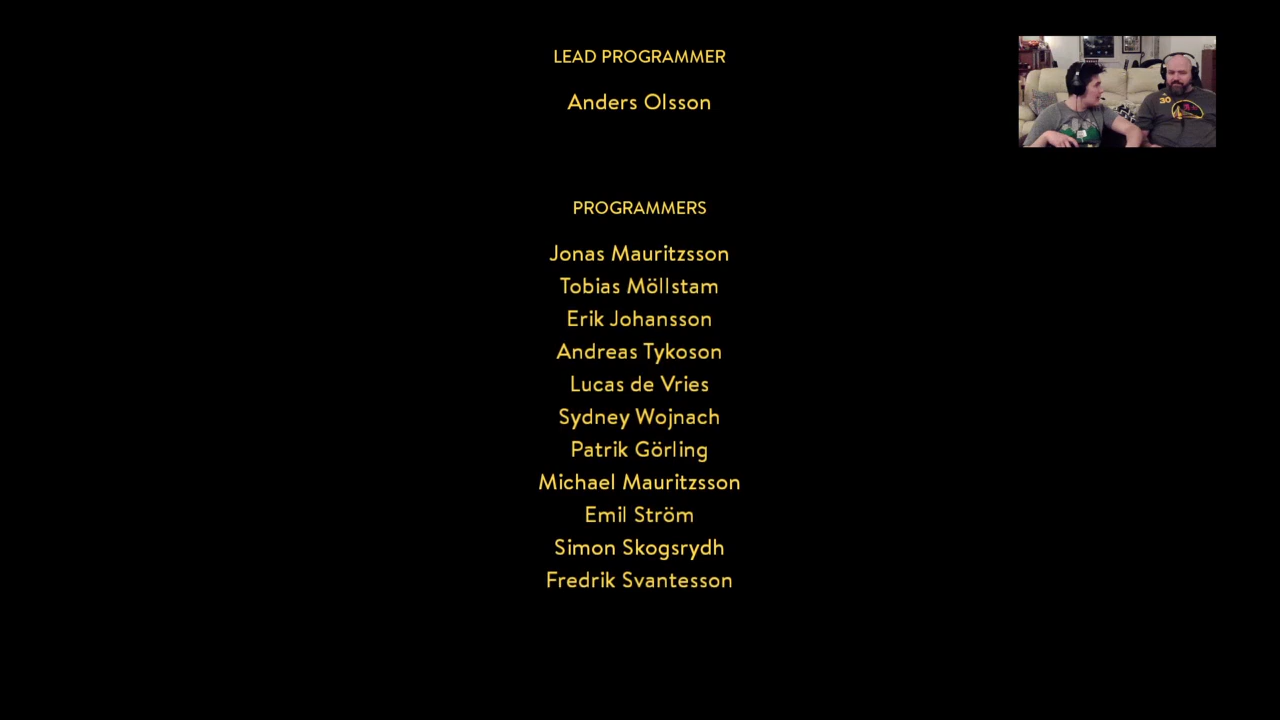 LEAD PROGRAMMER
Anders Olsson
PROGRAMMERS
Jonas Mauritzsson
Tobias Möllstam
Erik Johansson
Andreas Tykoson
Lucas de Vries
Sydney Wojnach
Patrik Görling
Michael Mauritzsson
Emil Ström
Simon Skogsrydh
Fredrik Svantesson
30